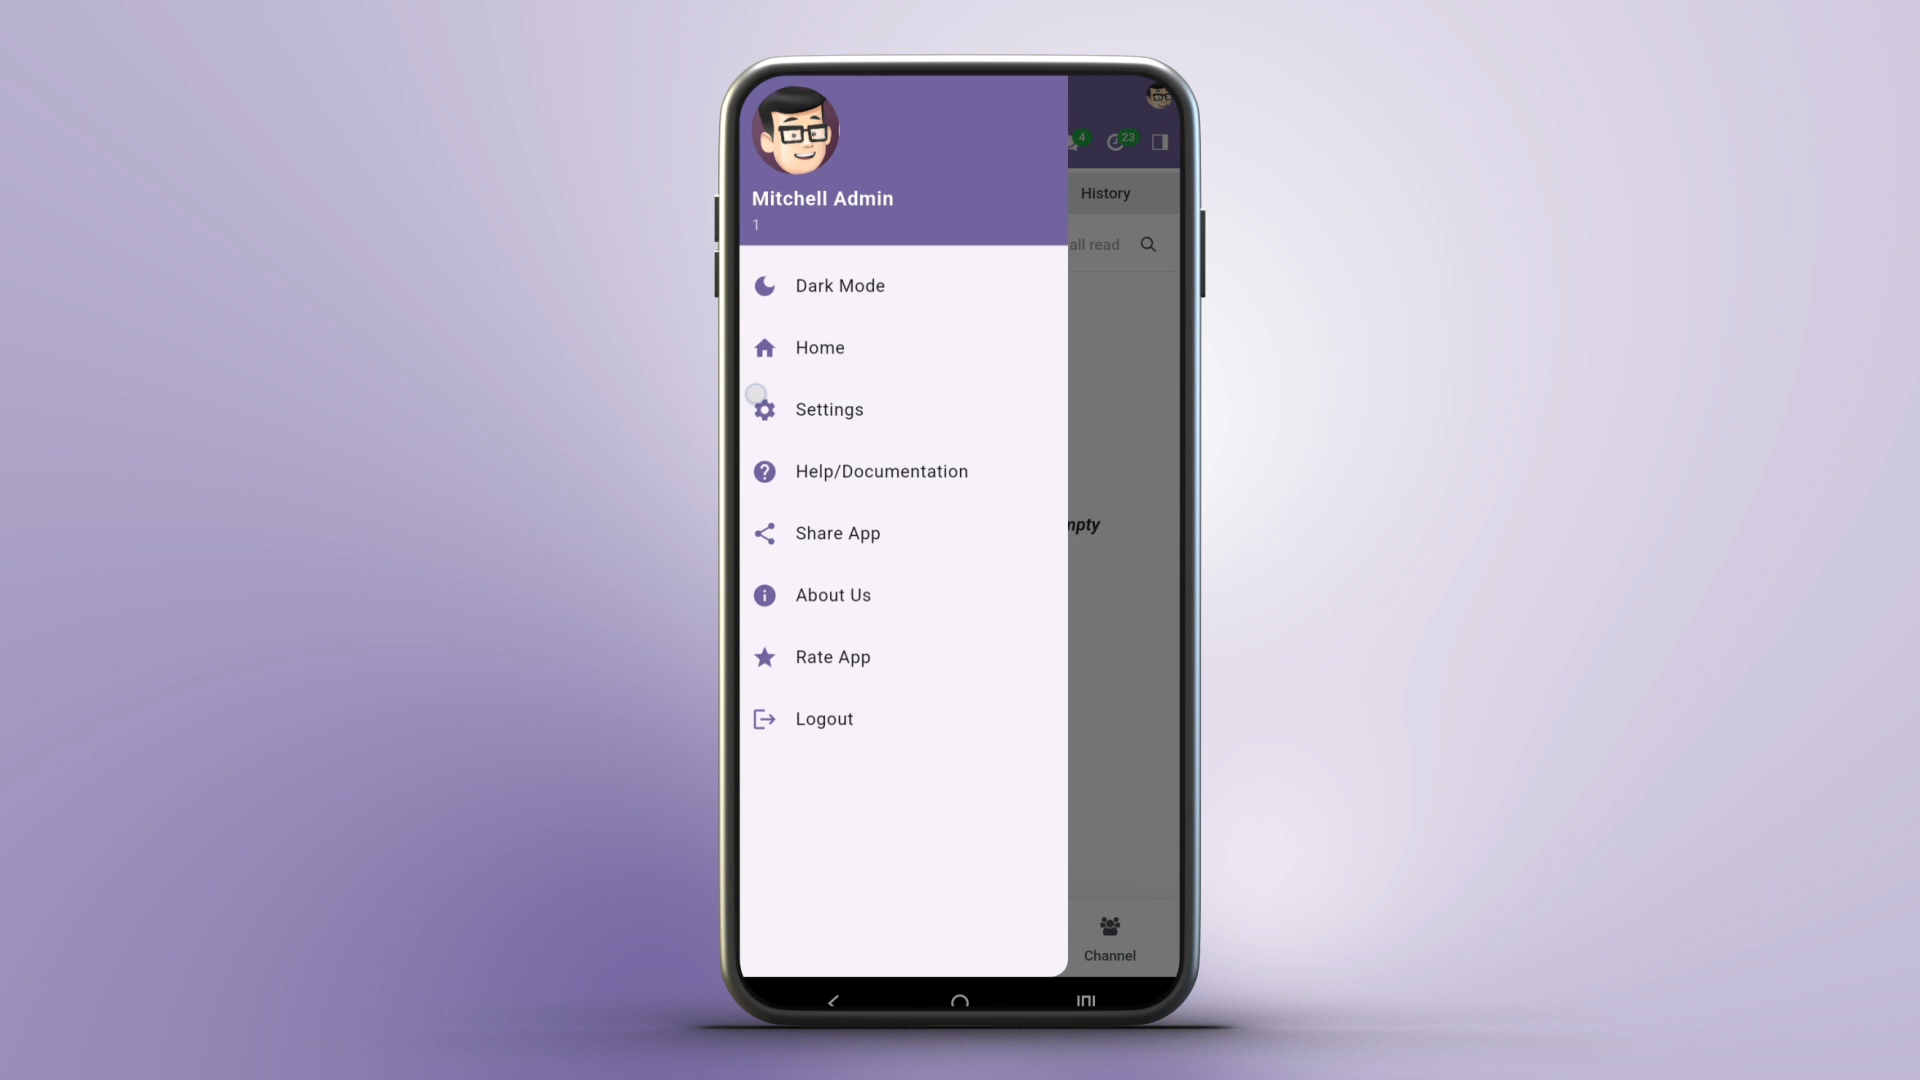 Mitchell Admin
1
4
23
History
all read
Dark Mode
Home
Settings
Help/Documentation
Share App
About Us
Rate App
Logout
Channel